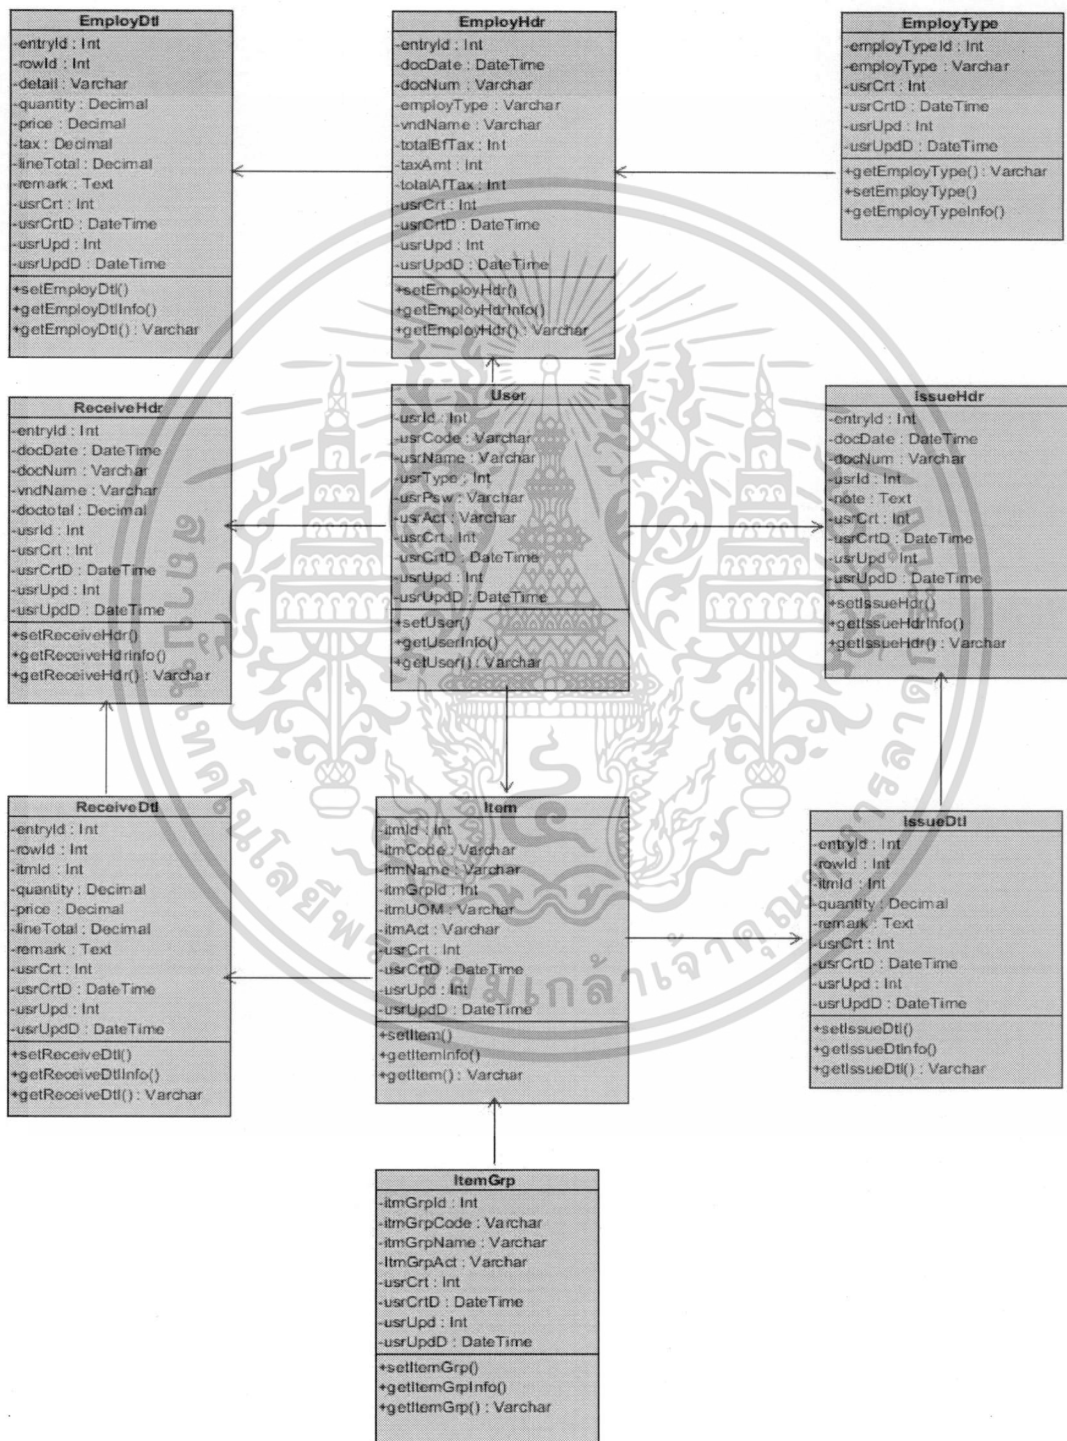 EmployDtl
-entryId : Int
-rowId : Int
-detail : Varchar
-quantity : Decimal
-price : Decimal
-tax : Decimal
-lineTotal : Decimal
-remark : Text
-usrCrt : Int
-usrCrtD : DateTime
-usrUpd : Int
-usrUpdD : DateTime
+setEmployDtl()
+getEmployDtlInfo()
+getEmployDtl() : Varchar
EmployHdr
-entryId : Int
-docDate : DateTime
-docNum : Varchar
-employType : Varchar
-vndName : Varchar
-totalBfTax : Int
-taxAmt : Int
-totalAfTax : Int
-usrCrt : Int
-usrCrtD : DateTime
-usrUpd : Int
-usrUpdD : DateTime
+setEmployHdr()
+getEmployHdrInfo()
+getEmployHdr() : Varchar
EmployType
-employTypeId : Int
-employType : Varchar
-usrCrt : Int
-usrCrtD : DateTime
-usrUpd : Int
-usrUpdD : DateTime
+getEmployType() : Varchar
+setEmployType()
+getEmployTypeInfo()
ReceiveHdr
-entryId : Int
-docDate : DateTime
-docNum : Varchar
-vndName : Varchar
-doctotal : Decimal
-usrId : Int
-usrCrt : Int
-usrCrtD : DateTime
-usrUpd : Int
-usrUpdD : DateTime
+setReceiveHdr()
+getReceiveHdrInfo()
+getReceiveHdr() : Varchar
User
-usrId : Int
-usrCode : Varchar
-usrName : Varchar
-usrType : Int
-usrPsw : Varchar
-usrAct : Varchar
-usrCrt : Int
-usrCrtD : DateTime
-usrUpd : Int
-usrUpdD : DateTime
+setUser()
+getUserInfo()
+getUser() : Varchar
IssueHdr
-entryId : Int
-docDate : DateTime
-docNum : Varchar
-usrId : Int
-note : Text
-usrCrt : Int
-usrCrtD : DateTime
-usrUpd : Int
-usrUpdD : DateTime
+setIssueHdr()
+getIssueHdrInfo()
+getIssueHdr() : Varchar
ReceiveDtl
-entryId : Int
-rowId : Int
-itmId : Int
-quantity : Decimal
-price : Decimal
-lineTotal : Decimal
-remark : Text
-usrCrt : Int
-usrCrtD : DateTime
-usrUpd : Int
-usrUpdD : DateTime
+setReceiveDtl()
+getReceiveDtlInfo()
+getReceiveDtl() : Varchar
Item
-itmId : Int
-itmCode : Varchar
-itmName : Varchar
-itmGrpId : Int
-itmUOM : Varchar
-itmAct : Varchar
-usrCrt : Int
-usrCrtD : DateTime
-usrUpd : Int
-usrUpdD : DateTime
+setItem()
+getItemInfo()
+getItem() : Varchar
IssueDtl
-entryId : Int
-rowId : Int
-itmId : Int
-quantity : Decimal
-remark : Text
-usrCrt : Int
-usrCrtD : DateTime
-usrUpd : Int
-usrUpdD : DateTime
+setIssueDtl()
+getIssueDtInfo()
+getIssueDtl() : Varchar
ItemGrp
-itmGrpId : Int
-itmGrpCode : Varchar
-itmGrpName : Varchar
-ItmGrpAct : Varchar
-usrCrt : Int
-usrCrtD : DateTime
-usrUpd : Int
-usrUpdD : DateTime
+setItemGrp()
+getItemGrpInfo()
+getItemGrp() : Varchar